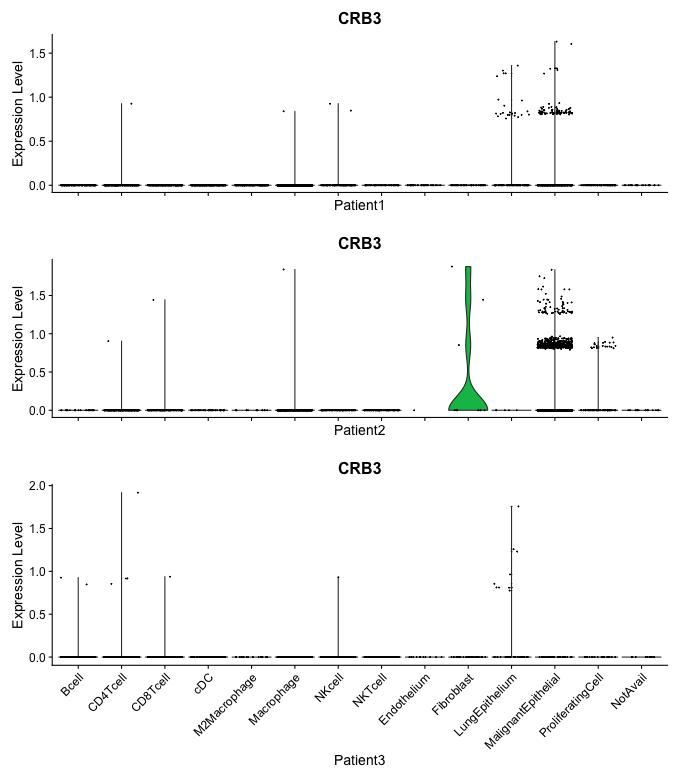 CRB3
Expression Level
1.5
1.0
0.5
0.0
Patient1
CRB3
Expression Level
1.5
1.0
0.5
0.0
Patient2
CRB3
Expression Level
2.0
1.5
1.0
0.5
0.0
Bcell
CD4Tcell
CD8Tcell
cDC
M2Macrophage
Macrophage
NKcell
NKTcell
Endothelium
Fibroblast
LungEpithelium
MalignantEpithelial
ProliferatingCell
NotAvail
Patient3